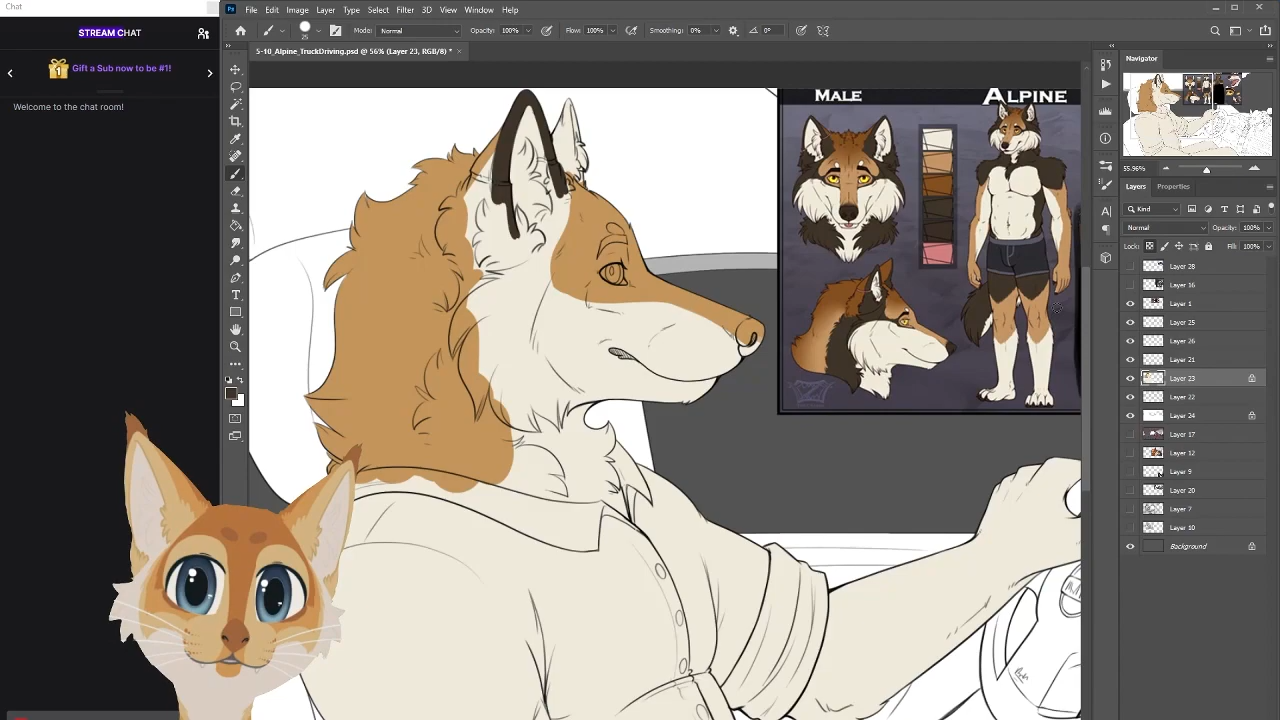 Chat
STREAM CHAT
Gift a Sub now to be #1!
Welcome to the chat room!
File Edit Image Layer Type Select Filter 3D View Window Help
25
Mode: Normal
Opacity: 100%
Flow: 100%
Smoothing: 0%
0°
5-10_Alpine_TruckDriving.psd @ 56% (Layer 23, RGB/8) *
MALE
ALPINE
Navigator
55.96%
Layers Properties
Kind
Normal
Opacity: 100%
Lock:
Fill: 100%
Layer 28
Layer 16
Layer 1
Layer 25
Layer 26
Layer 21
Layer 23
Layer 22
Layer 24
Layer 17
Layer 12
Layer 9
Layer 20
Layer 7
Layer 10
Background